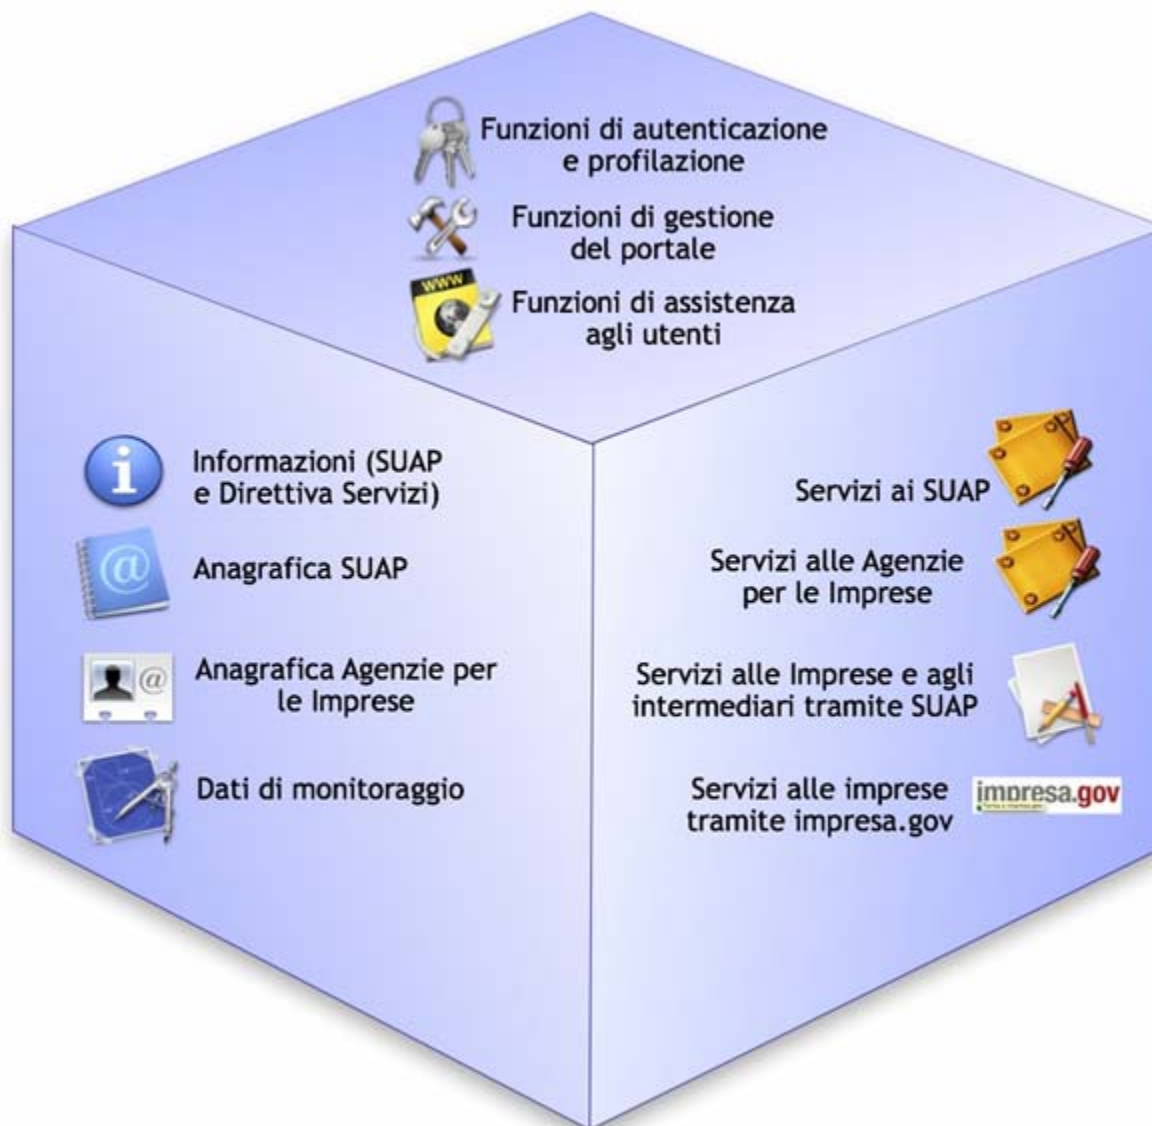 Funzioni di autenticazione
e profilazione
Funzioni di gestione
del portale
WWW
Funzioni di assistenza
agli utenti
Informazioni (SUAP
e Direttiva Servizi)
@
Anagrafica SUAP
@
Anagrafica Agenzie per
le Imprese
Dati di monitoraggio
Servizi ai SUAP
Servizi alle Agenzie
per le Imprese
Servizi alle Imprese e agli
intermediari tramite SUAP
Servizi alle imprese
tramite impresa.gov
impresa.gov